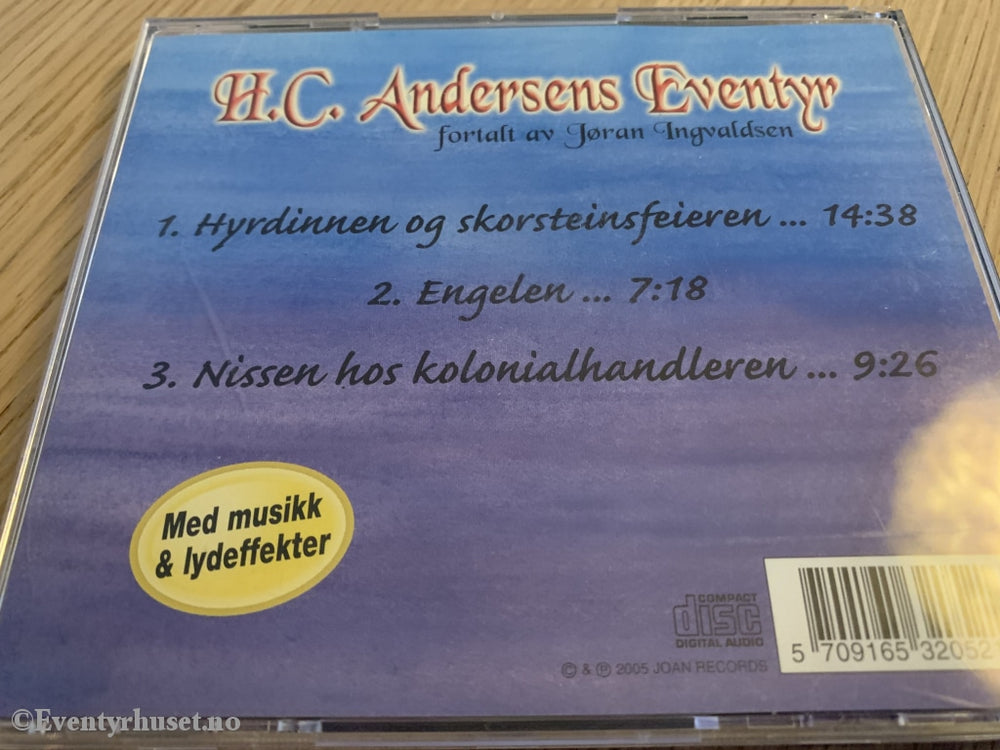 H.C. Andersens Eventyr
fortalt av Jøran Ingvaldsen
1. Hyrdinnen og skorsteinsfeieren ... 14:38
2. Engelen ... 7:18
3. Nissen hos kolonialhandleren ... 9:26
Med musikk
& lydeffekter
COMPACT
disc
DIGITAL AUDIO
© & ℗ 2005 JOAN RECORDS
5 709165 32052
©Eventyrhuset.no